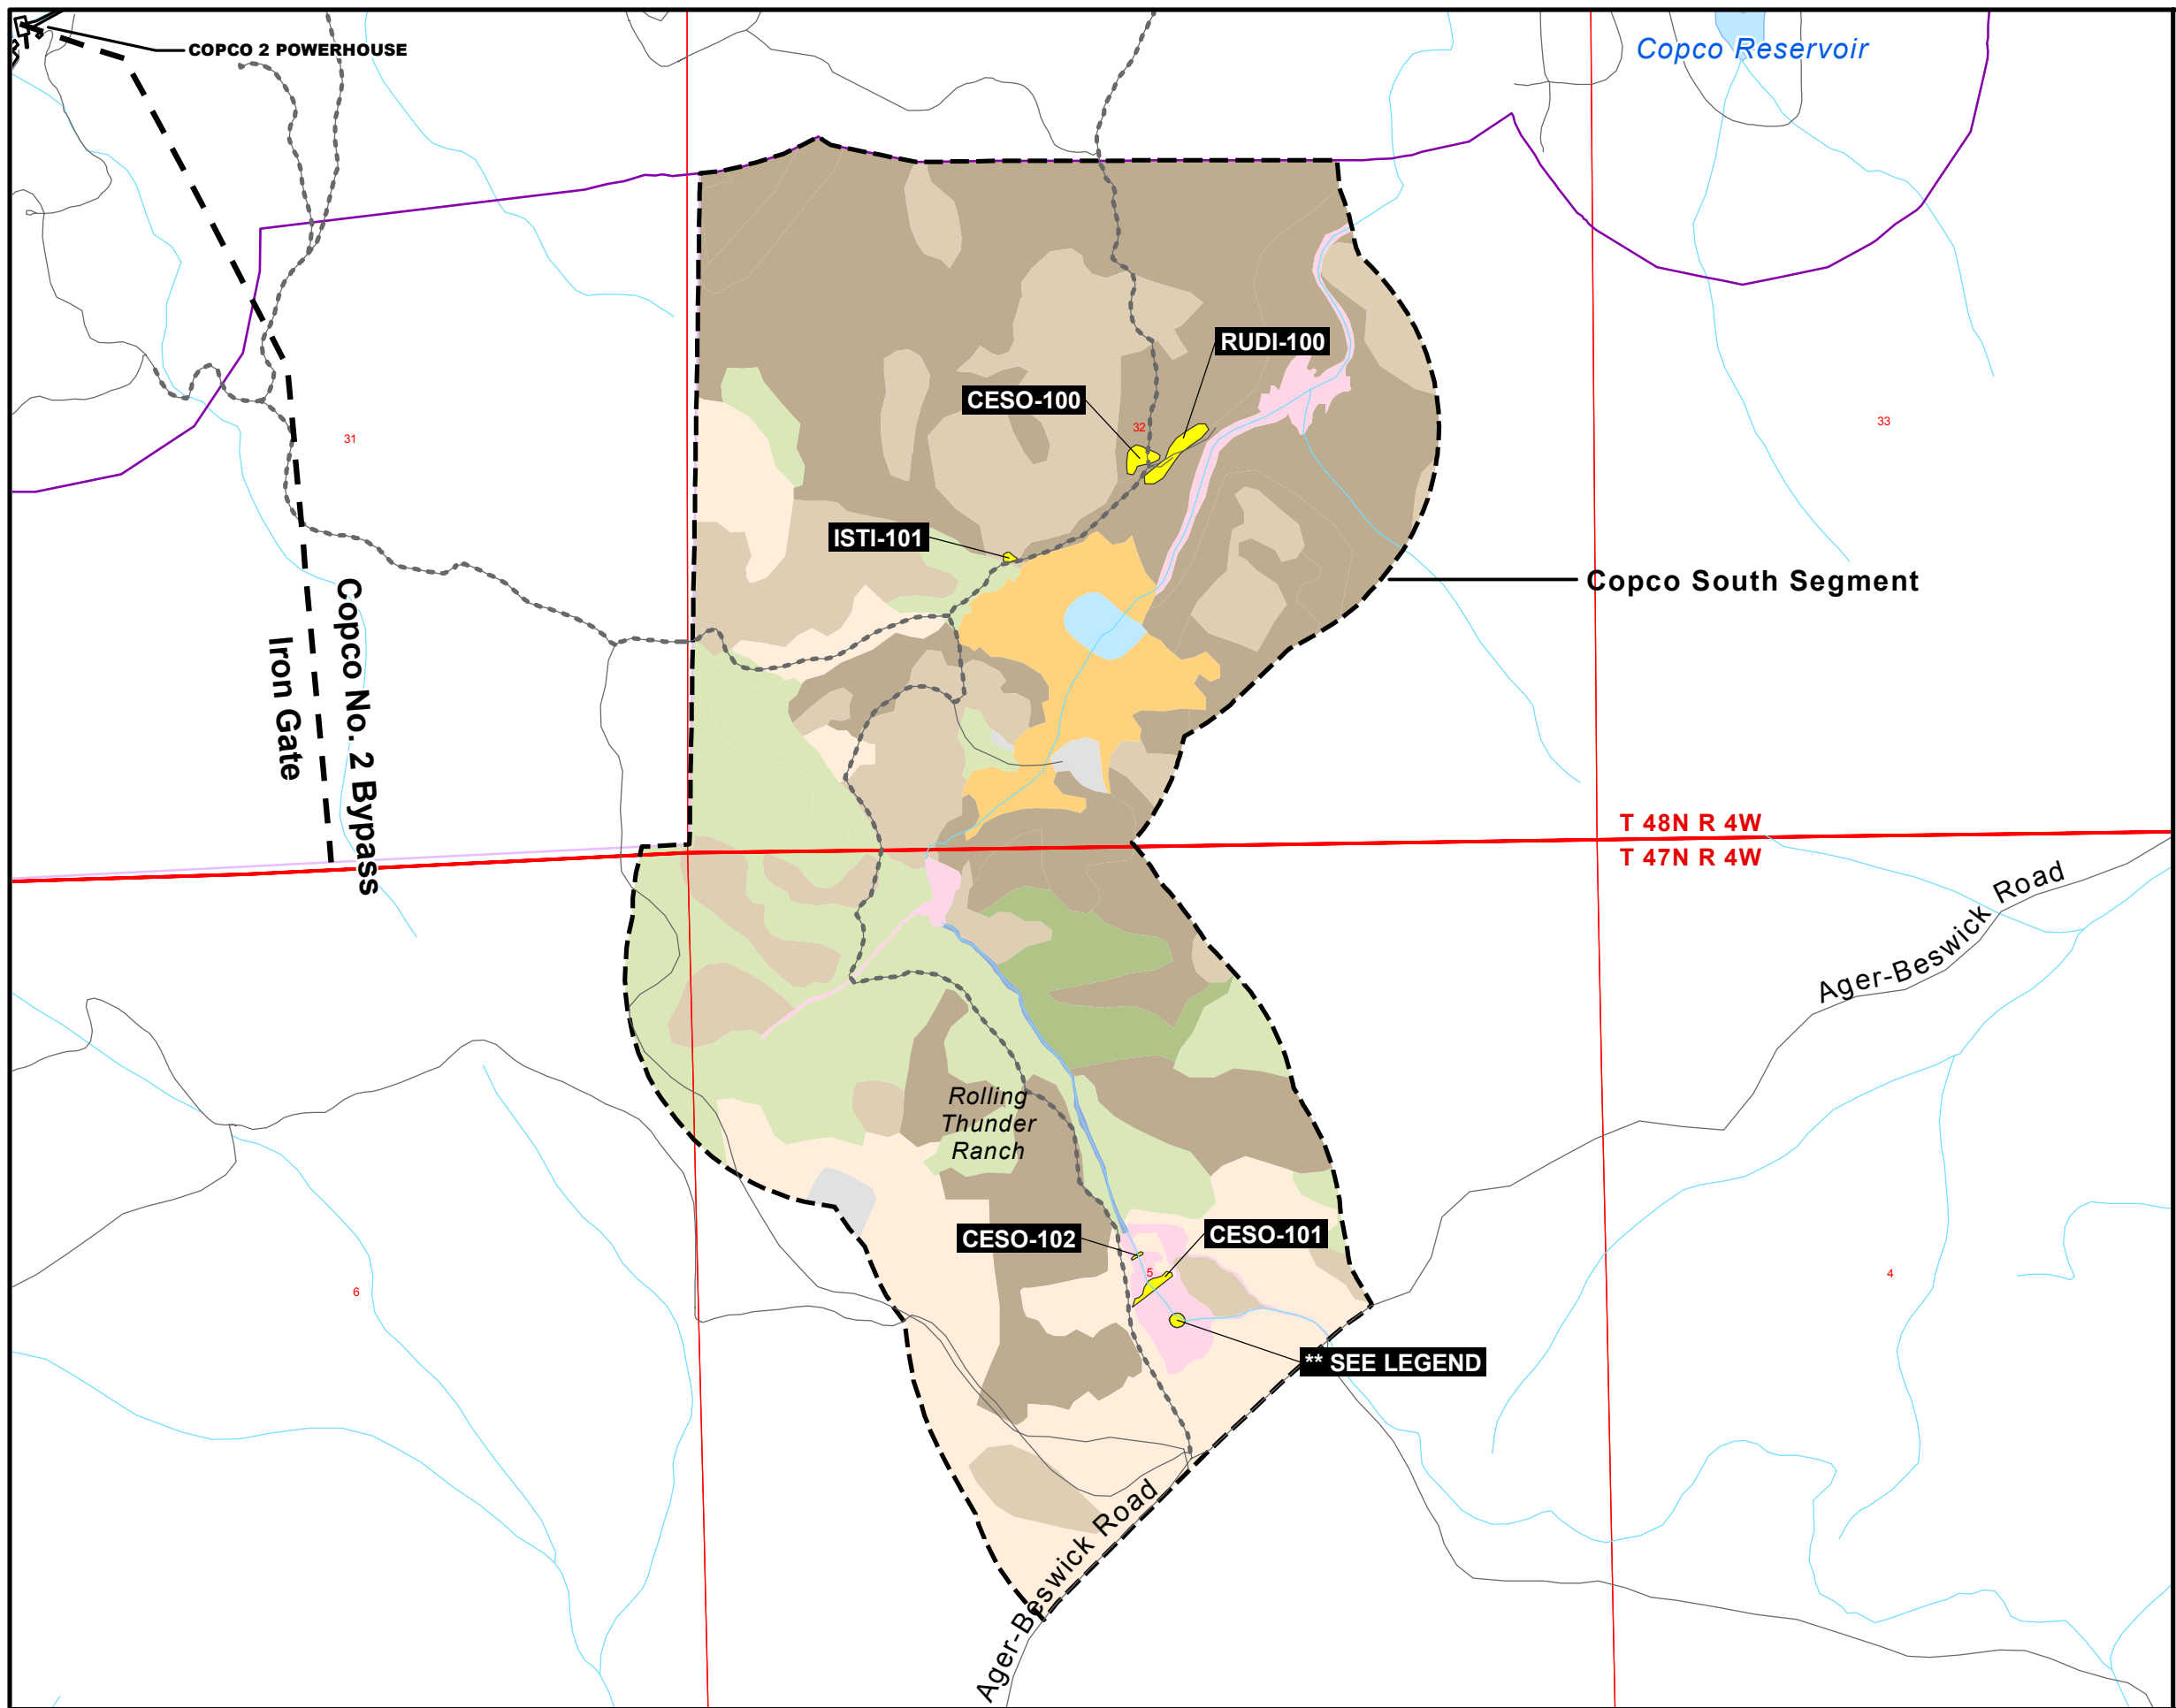 COPCO 2 POWERHOUSE
Copco Reservoir
RUDI-100
CESO-100
32
33
31
ISTI-101
Copco South Segment
Copco No. 2 Bypass
Iron Gate
T 48N R 4W
T 47N R 4W
Ager-Beswick Road
Rolling
Thunder
Ranch
CESO-102
CESO-101
5
4
6
** SEE LEGEND
Ager-Beswick Road